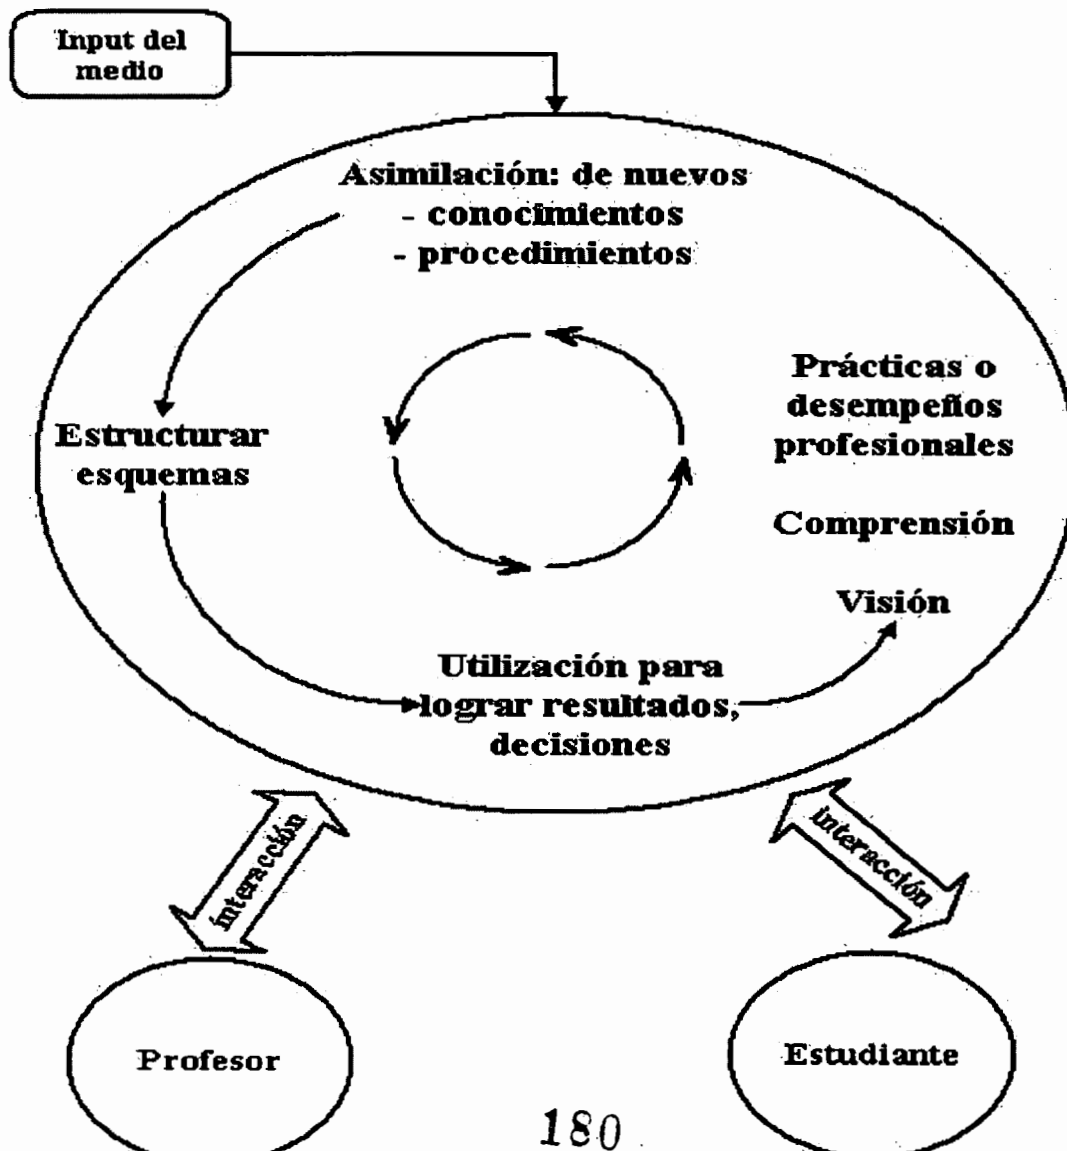 Input del
medio
Asimilación: de nuevos
- conocimientos
- procedimientos
Prácticas o
desempeños
profesionales
Estructurar
esquemas
Comprensión
Visión
Utilización para
lograr resultados,
decisiones
interacción
interacción
Profesor
Estudiante
180